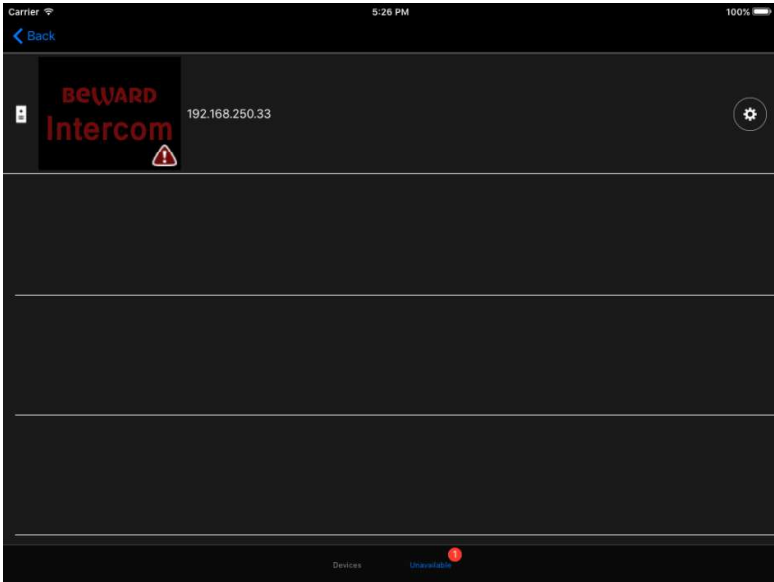 Carrier 5:26 PM 100%
Back
BEWARD
Intercom
192.168.250.33
1
Devices Unavailable